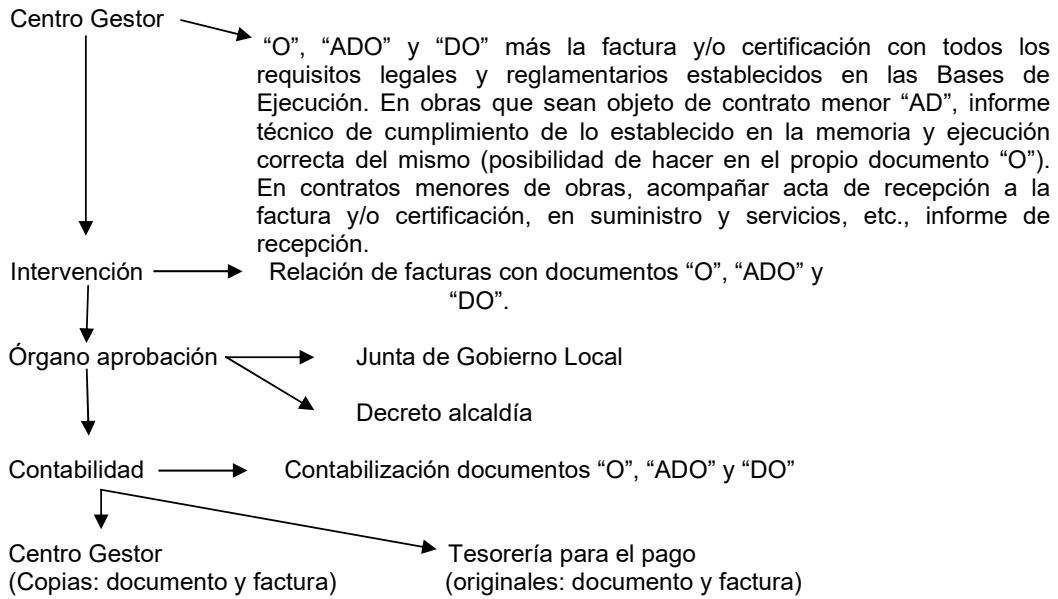 Centro Gestor
“O”, “ADO” y “DO” más la factura y/o certificación con todos los
requisitos legales y reglamentarios establecidos en las Bases de
Ejecución. En obras que sean objeto de contrato menor “AD”, informe
técnico de cumplimiento de lo establecido en la memoria y ejecución
correcta del mismo (posibilidad de hacer en el propio documento “O”).
En contratos menores de obras, acompañar acta de recepción a la
factura y/o certificación, en suministro y servicios, etc., informe de
recepción.
Intervención
Relación de facturas con documentos “O”, “ADO” y
“DO”.
Órgano aprobación
Junta de Gobierno Local
Decreto alcaldía
Contabilidad
Contabilización documentos “O”, “ADO” y “DO”
Centro Gestor
(Copias: documento y factura)
Tesorería para el pago
(originales: documento y factura)